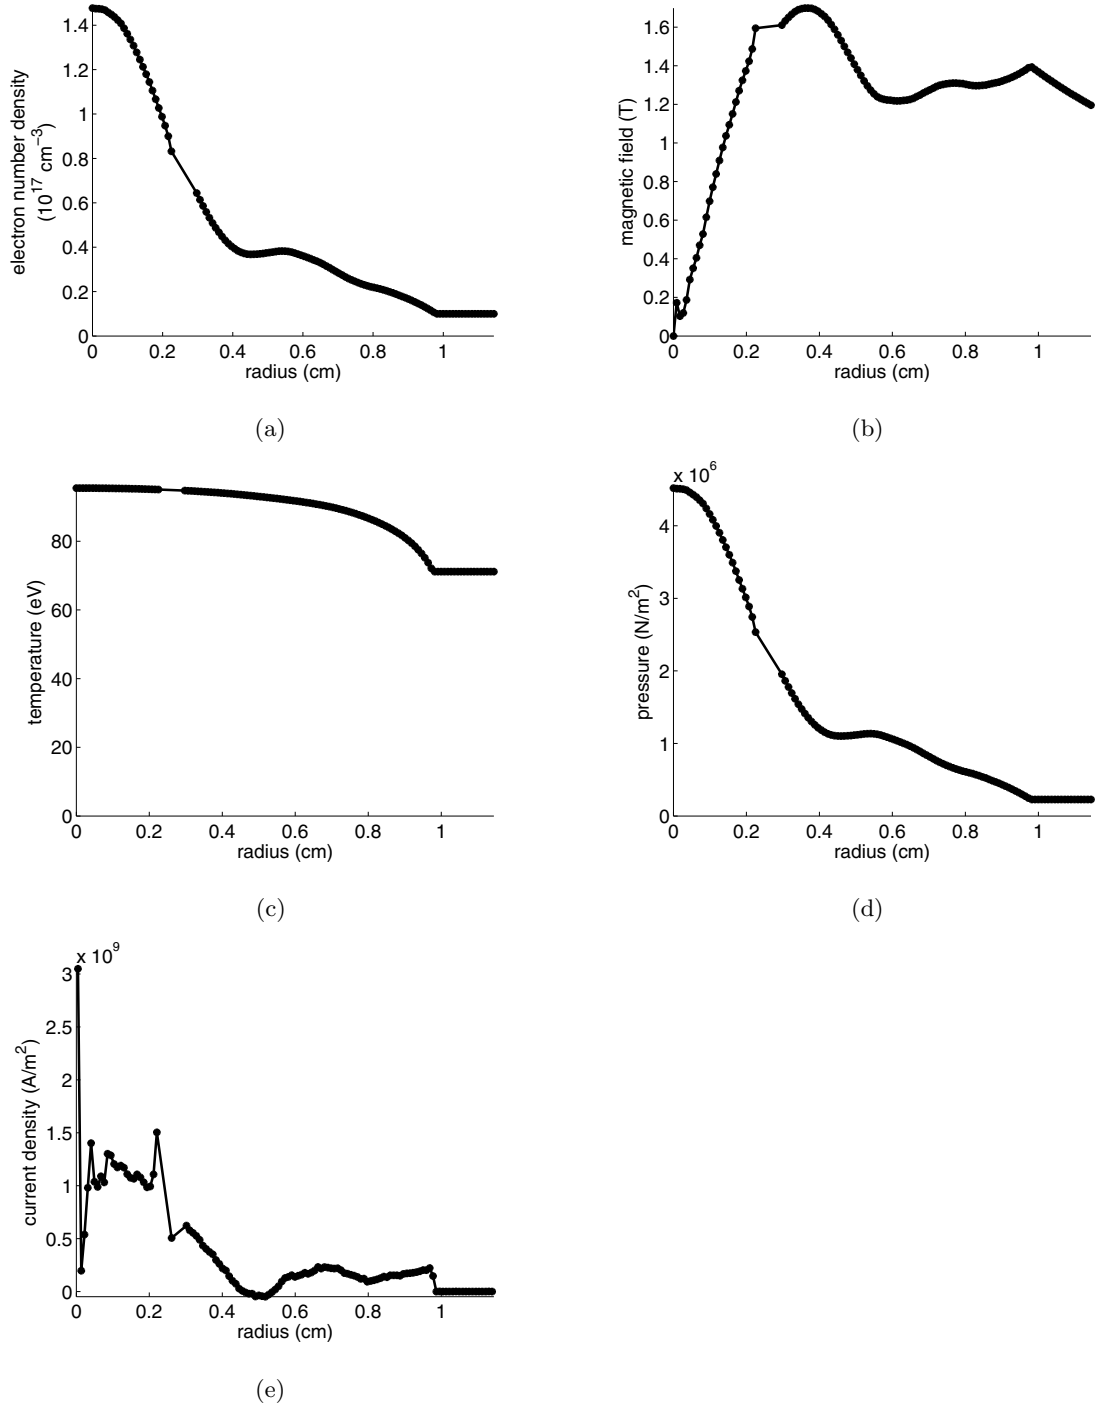 1.4
1.2
1
0.8
0.6
0.4
0.2
0
electron number density
(10^17 cm^−3)
0 0.2 0.4 0.6 0.8 1
radius (cm)
(a)
1.6
1.4
1.2
1
0.8
0.6
0.4
0.2
0
magnetic field (T)
0 0.2 0.4 0.6 0.8 1
radius (cm)
(b)
80
60
40
20
0
temperature (eV)
0 0.2 0.4 0.6 0.8 1
radius (cm)
(c)
x 10^6
4
3
2
1
0
pressure (N/m^2)
0 0.2 0.4 0.6 0.8 1
radius (cm)
(d)
x 10^9
3
2.5
2
1.5
1
0.5
0
current density (A/m^2)
0 0.2 0.4 0.6 0.8 1
radius (cm)
(e)